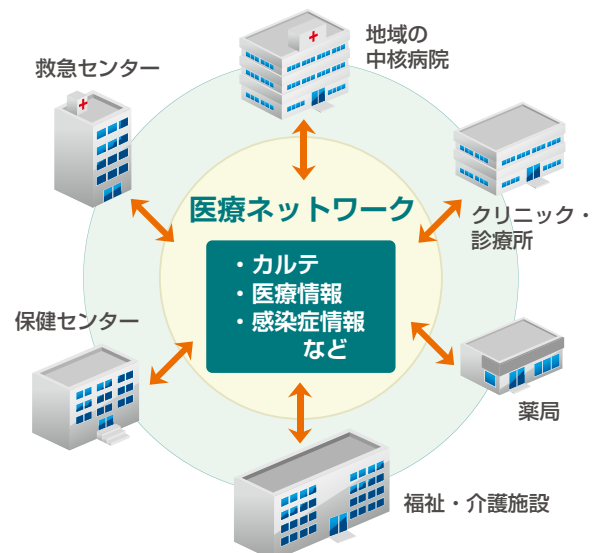 地域の
中核病院
救急センター
クリニック・
診療所
医療ネットワーク
・カルテ
・医療情報
・感染症情報
など
保健センター
薬局
福祉・介護施設